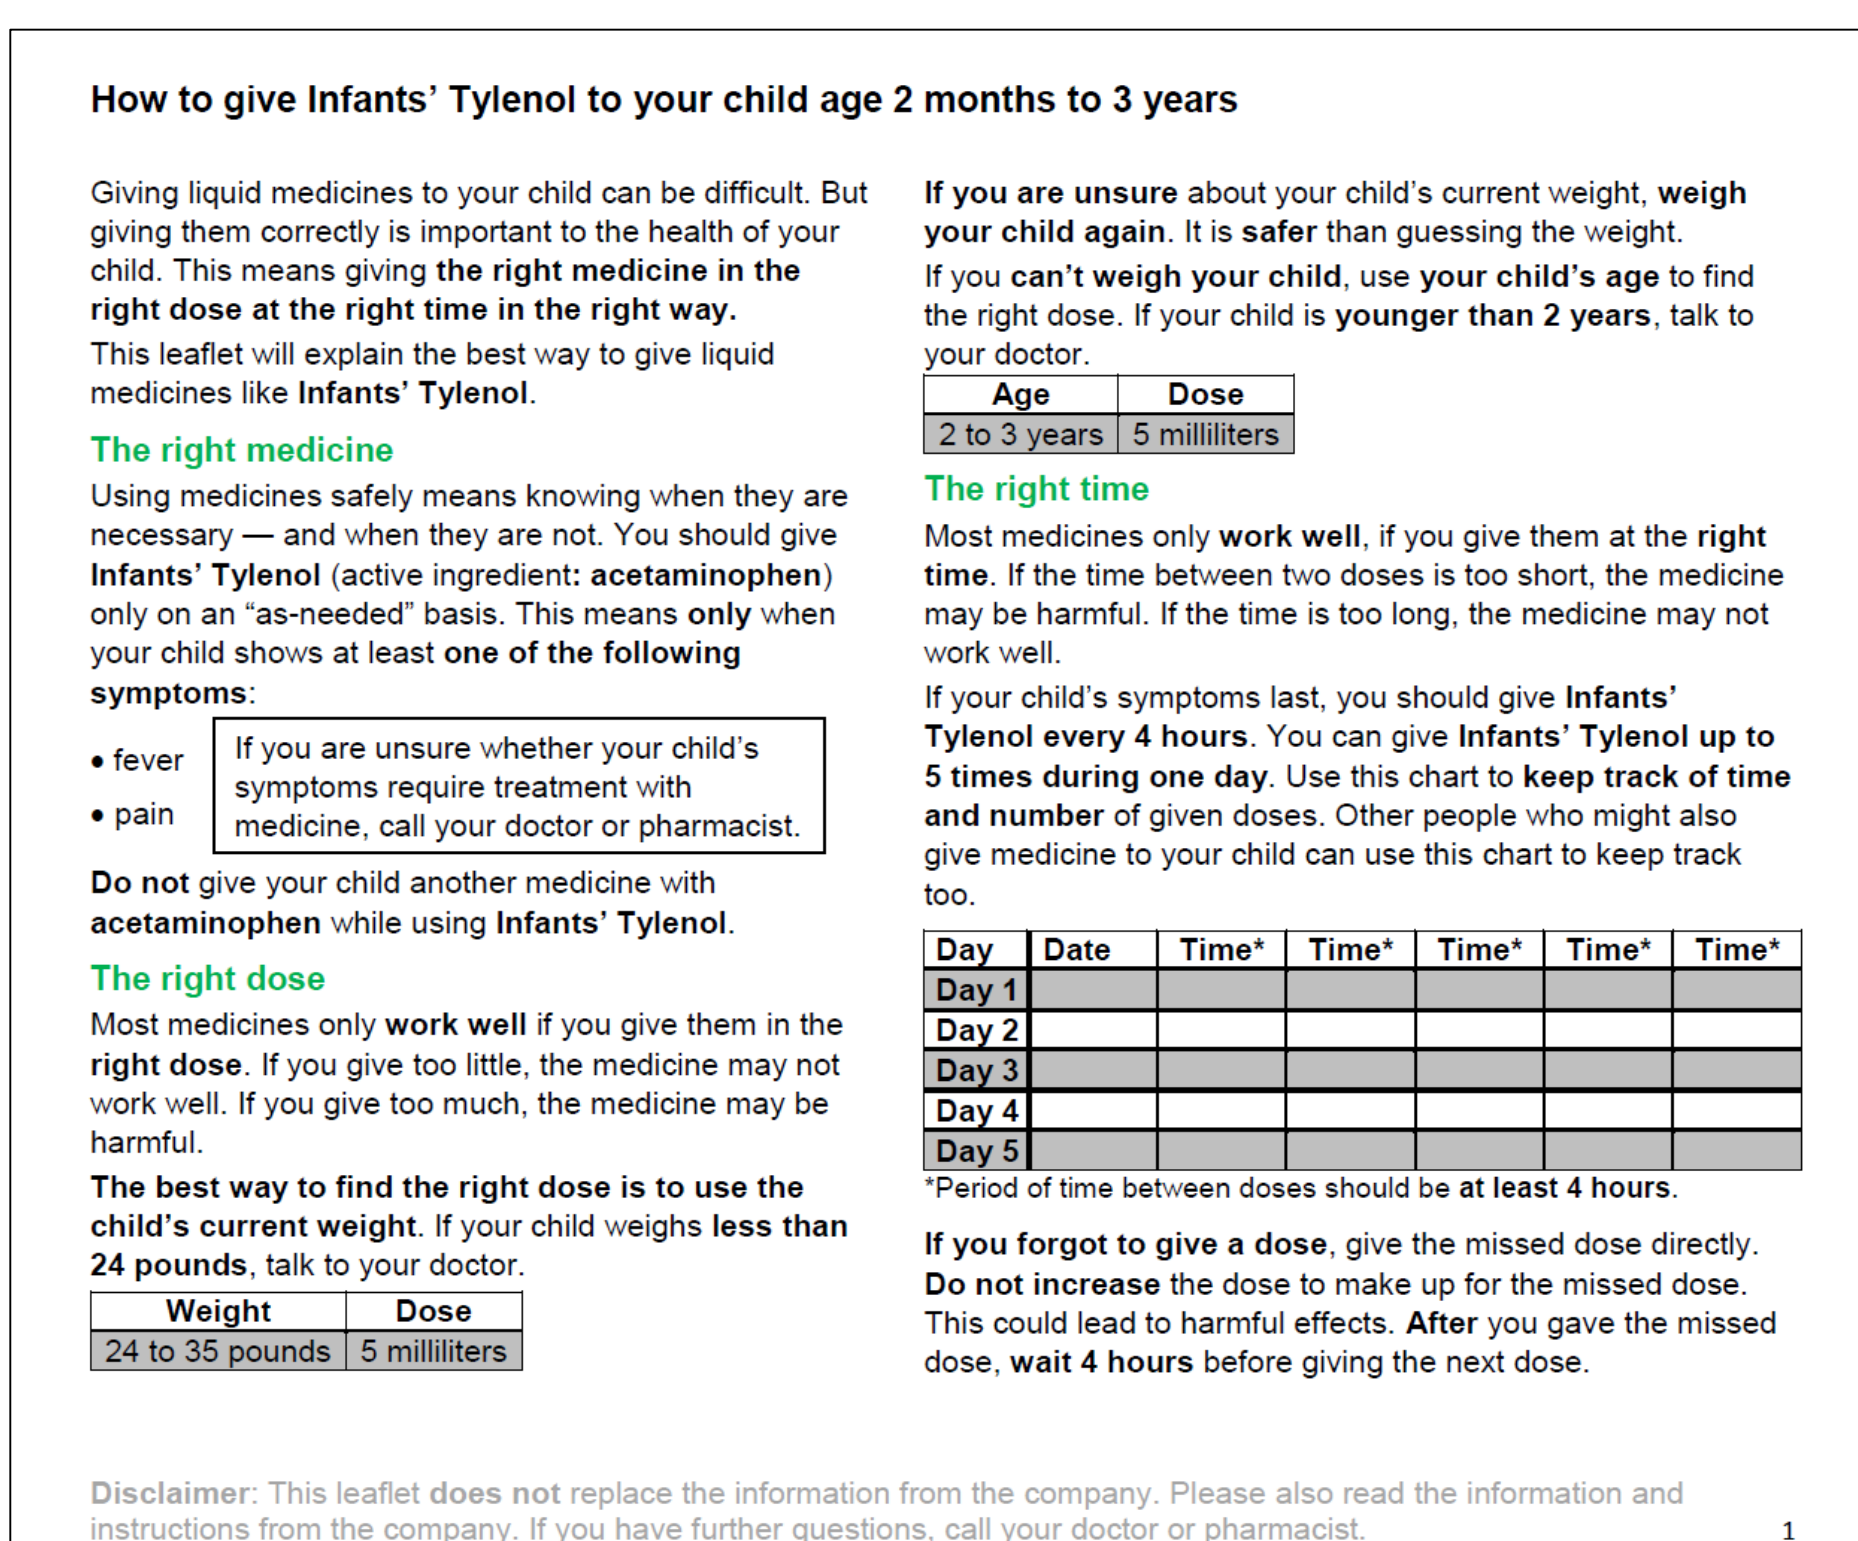 How to give Infants’ Tylenol to your child age 2 months to 3 years
Giving liquid medicines to your child can be difficult. But
giving them correctly is important to the health of your
child. This means giving the right medicine in the
right dose at the right time in the right way.
This leaflet will explain the best way to give liquid
medicines like Infants’ Tylenol.
The right medicine
Using medicines safely means knowing when they are
necessary — and when they are not. You should give
Infants’ Tylenol (active ingredient: acetaminophen)
only on an “as-needed” basis. This means only when
your child shows at least one of the following
symptoms:
• fever
• pain
If you are unsure whether your child’s
symptoms require treatment with
medicine, call your doctor or pharmacist.
Do not give your child another medicine with
acetaminophen while using Infants’ Tylenol.
The right dose
Most medicines only work well if you give them in the
right dose. If you give too little, the medicine may not
work well. If you give too much, the medicine may be
harmful.
The best way to find the right dose is to use the
child’s current weight. If your child weighs less than
24 pounds, talk to your doctor.
Weight Dose
24 to 35 pounds 5 milliliters
If you are unsure about your child’s current weight, weigh
your child again. It is safer than guessing the weight.
If you can’t weigh your child, use your child’s age to find
the right dose. If your child is younger than 2 years, talk to
your doctor.
Age Dose
2 to 3 years 5 milliliters
The right time
Most medicines only work well, if you give them at the right
time. If the time between two doses is too short, the medicine
may be harmful. If the time is too long, the medicine may not
work well.
If your child’s symptoms last, you should give Infants’
Tylenol every 4 hours. You can give Infants’ Tylenol up to
5 times during one day. Use this chart to keep track of time
and number of given doses. Other people who might also
give medicine to your child can use this chart to keep track
too.
Day Date Time* Time* Time* Time* Time*
Day 1
Day 2
Day 3
Day 4
Day 5
*Period of time between doses should be at least 4 hours.
If you forgot to give a dose, give the missed dose directly.
Do not increase the dose to make up for the missed dose.
This could lead to harmful effects. After you gave the missed
dose, wait 4 hours before giving the next dose.
Disclaimer: This leaflet does not replace the information from the company. Please also read the information and
instructions from the company. If you have further questions, call your doctor or pharmacist.
1